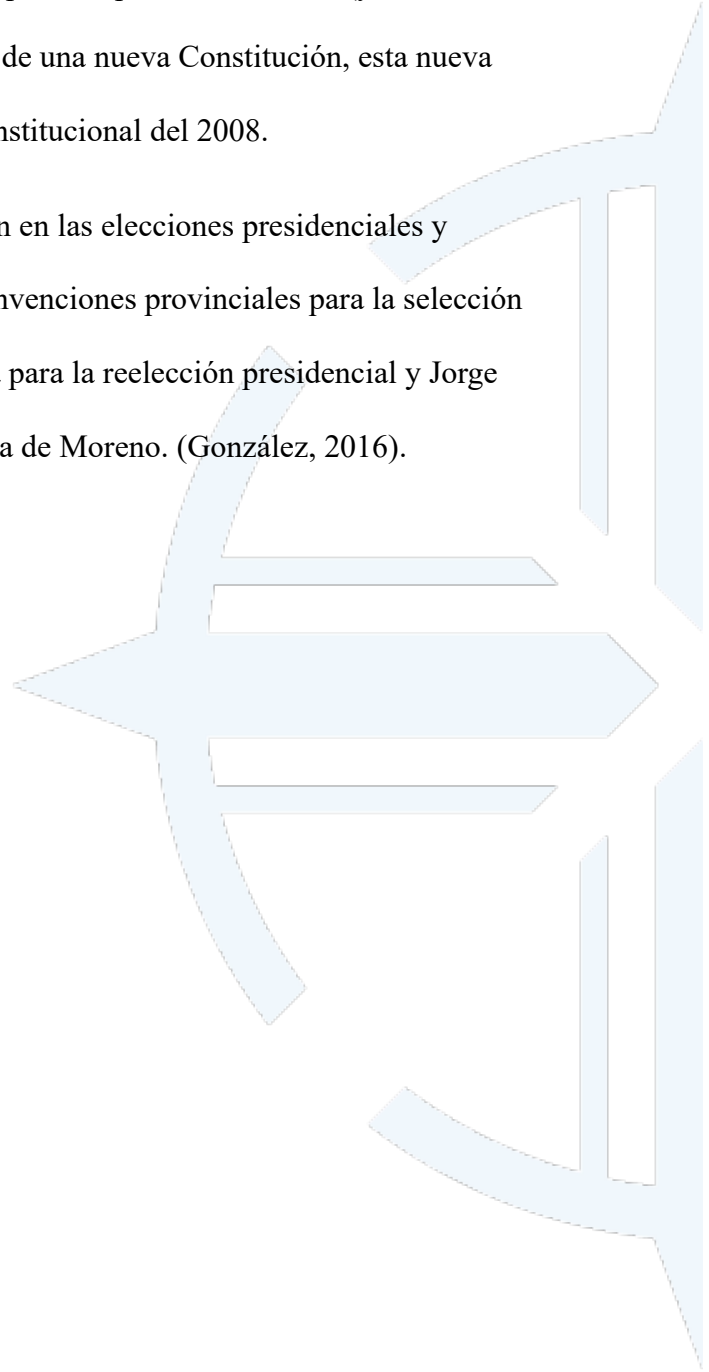 de una nueva Constitución, esta nueva
nstitucional del 2008.
n en las elecciones presidenciales y
nvenciones provinciales para la selección
para la reelección presidencial y Jorge
a de Moreno. (González, 2016).